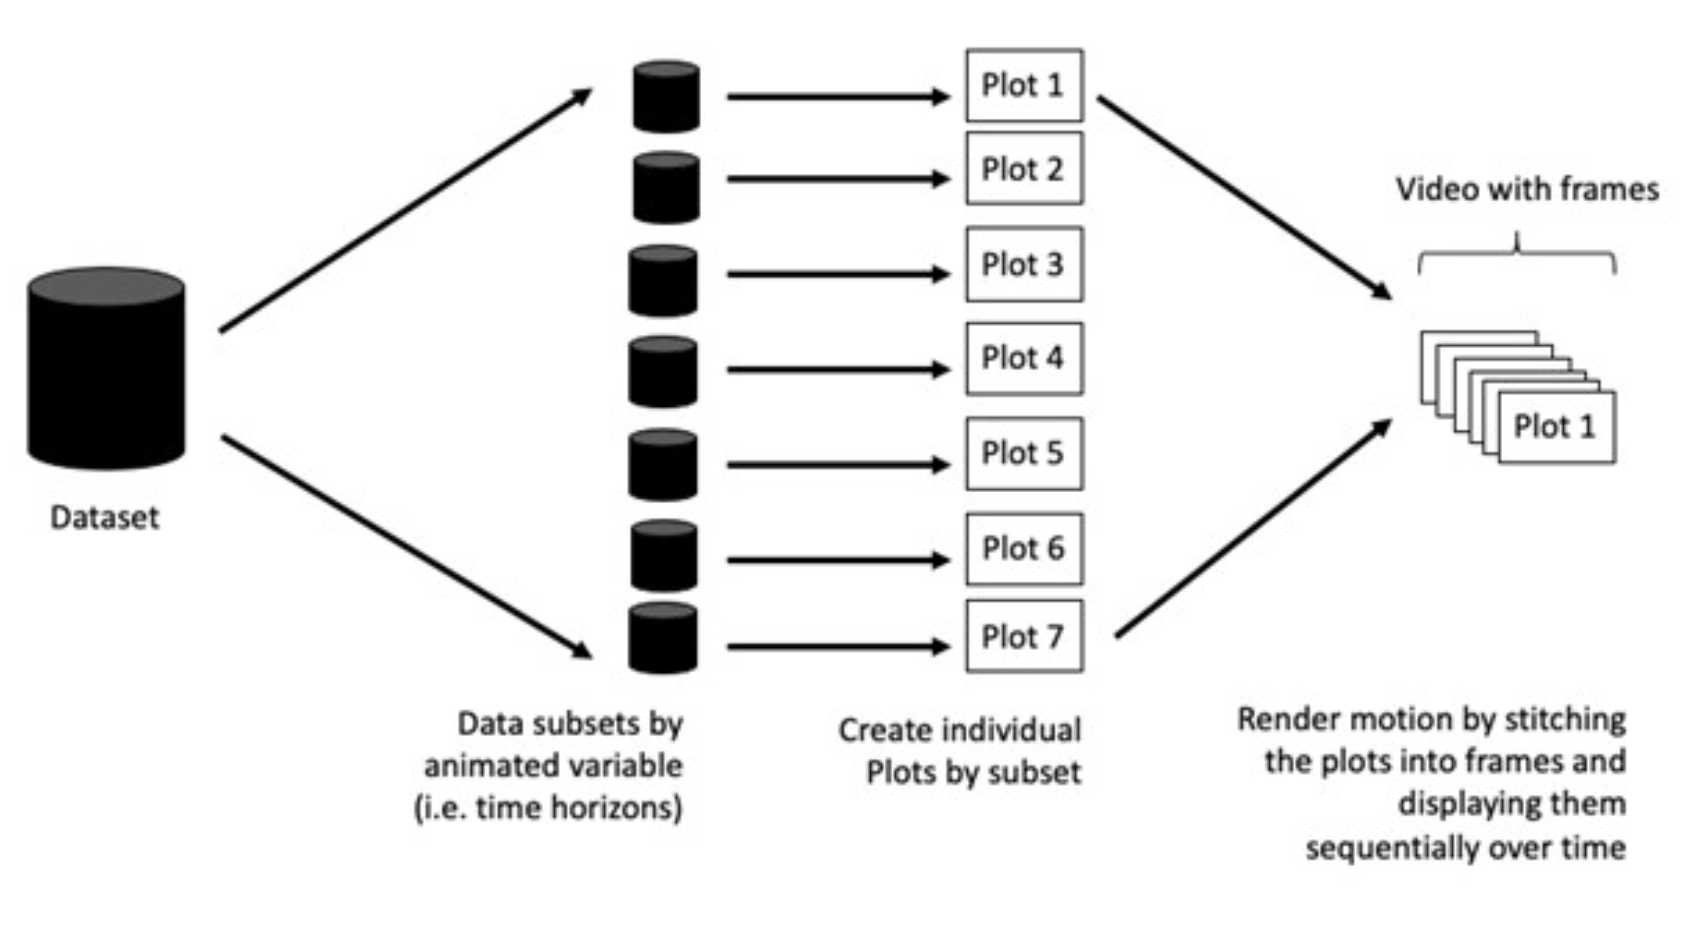 Dataset
Data subsets by
animated variable
(i.e. time horizons)
Plot 1
Plot 2
Plot 3
Plot 4
Plot 5
Plot 6
Plot 7
Create individual
Plots by subset
Video with frames
Plot 1
Render motion by stitching
the plots into frames and
displaying them
sequentially over time